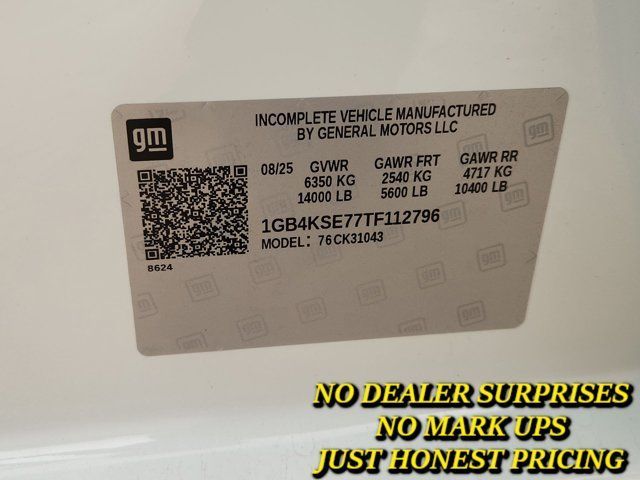 gm
INCOMPLETE VEHICLE MANUFACTURED
BY GENERAL MOTORS LLC
08/25 GVWR GAWR FRT GAWR RR
6350 KG 2540 KG 4717 KG
14000 LB 5600 LB 10400 LB
1GB4KSE77TF112796
MODEL: 76CK31043
8624
NO DEALER SURPRISES
NO MARK UPS
JUST HONEST PRICING